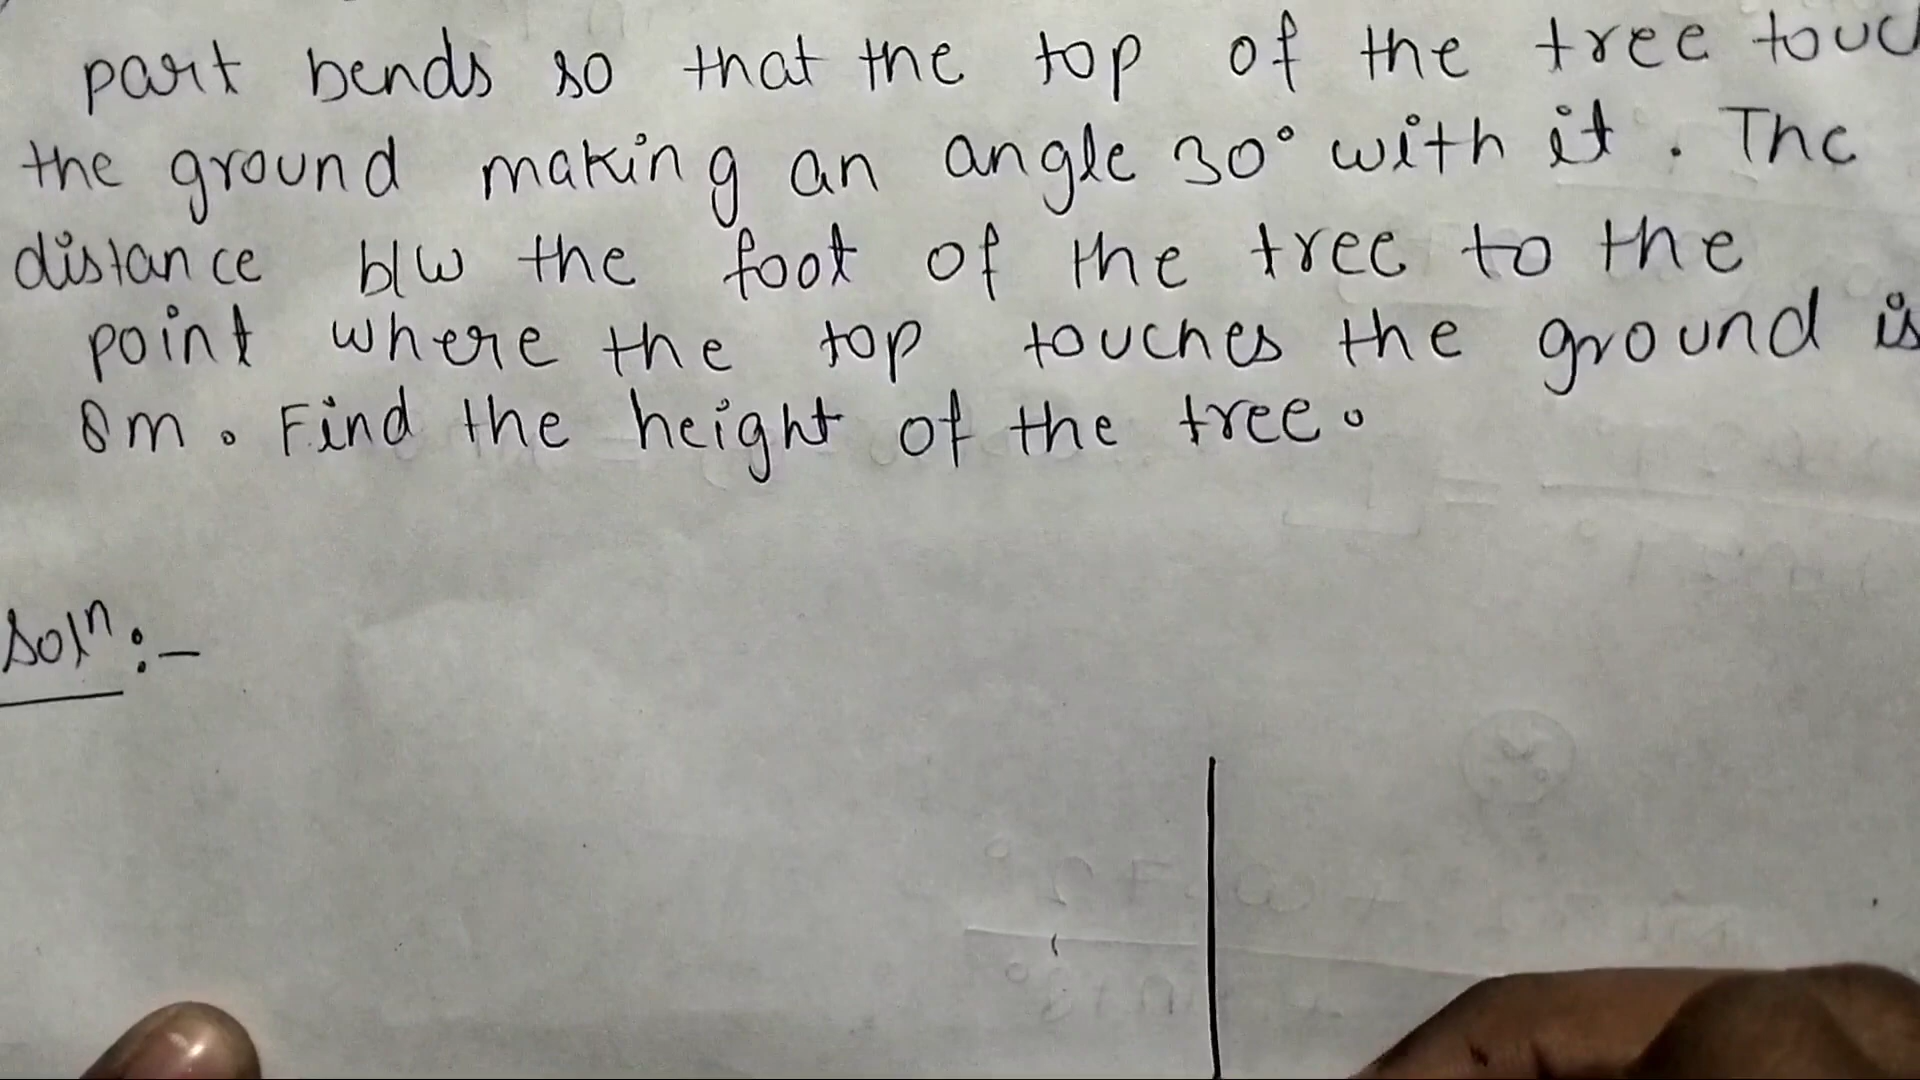 part bends so that the top of the tree touc
the ground making an angle 30° with it. The
distance b/w the foot of the tree to the
point where the top touches the ground is
8m. Find the height of the tree.
Solⁿ:-